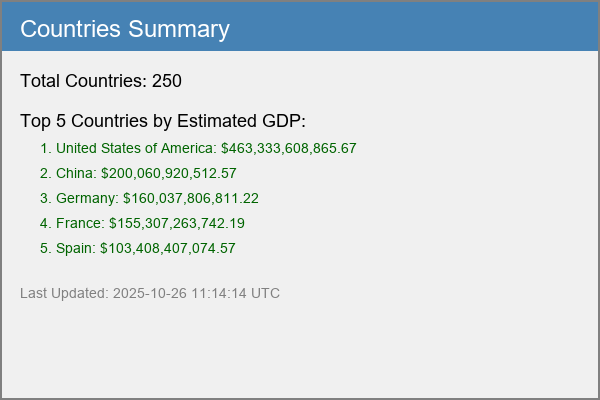 Countries Summary
Total Countries: 250
Top 5 Countries by Estimated GDP:
1. United States of America: $463,333,608,865.67
2. China: $200,060,920,512.57
3. Germany: $160,037,806,811.22
4. France: $155,307,263,742.19
5. Spain: $103,408,407,074.57
Last Updated: 2025-10-26 11:14:14 UTC